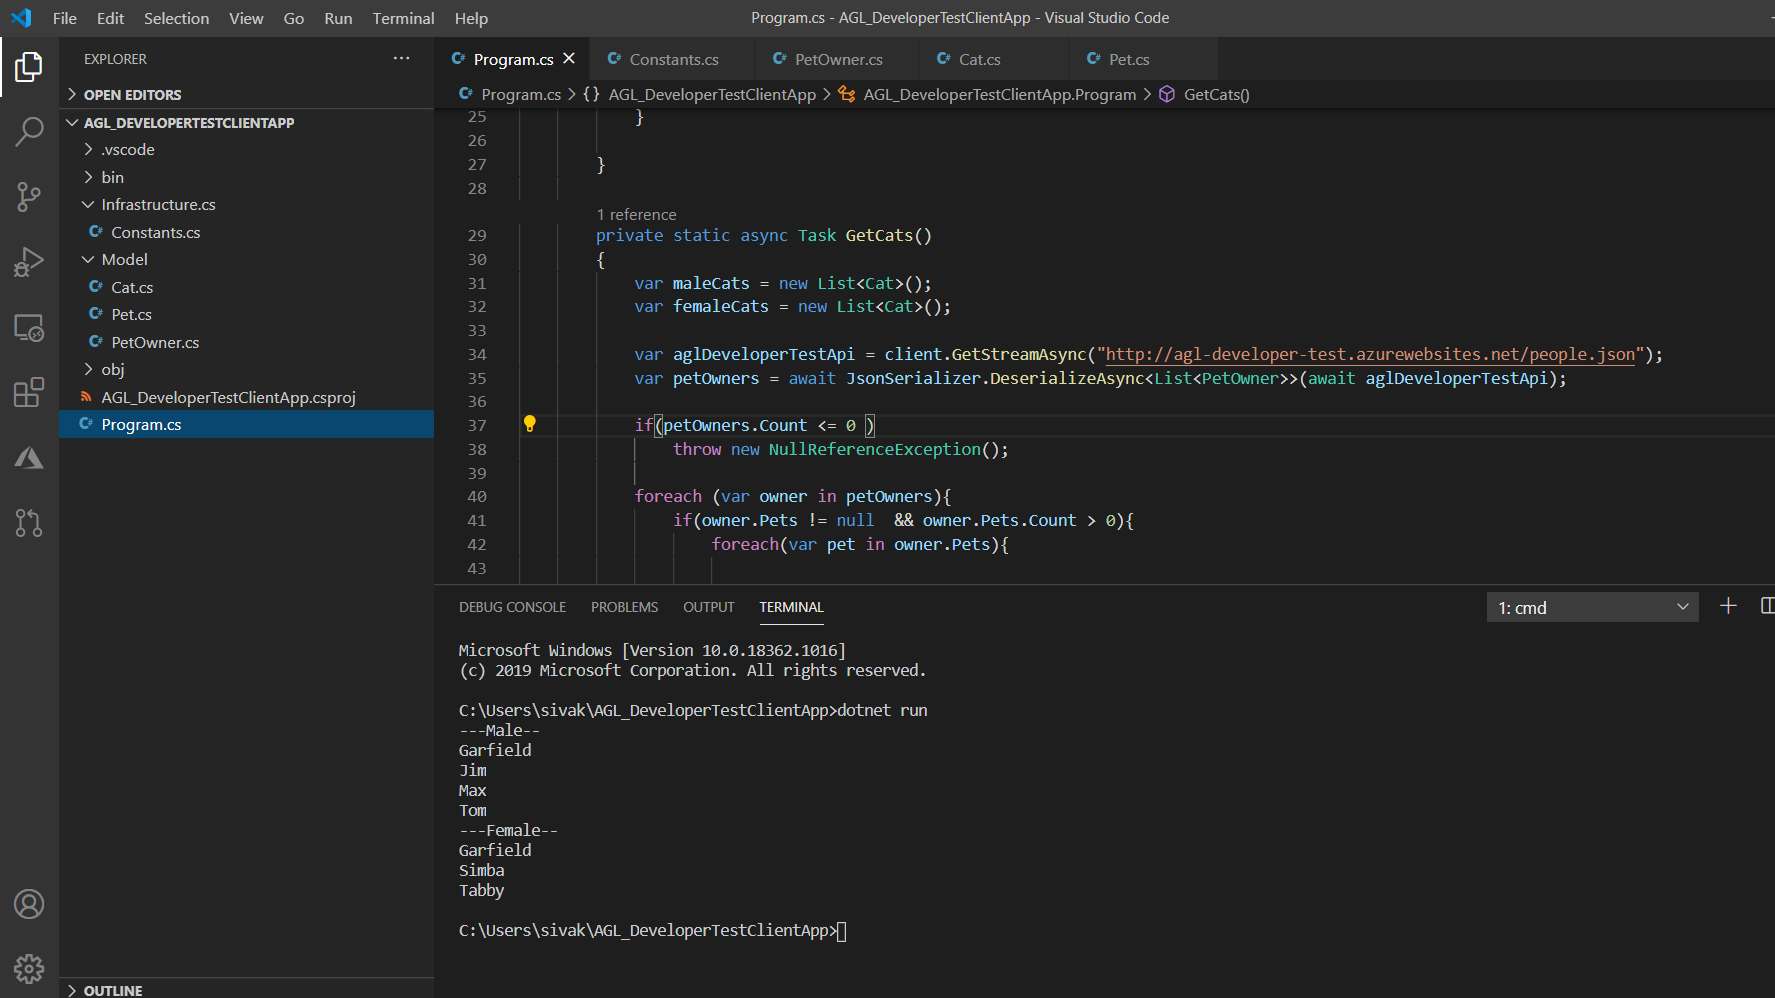 File Edit Selection View Go Run Terminal Help
Program.cs - AGL_DeveloperTestClientApp - Visual Studio Code
EXPLORER
OPEN EDITORS
AGL_DEVELOPERTESTCLIENTAPP
.vscode
bin
Infrastructure.cs
C# Constants.cs
Model
C# Cat.cs
C# Pet.cs
C# PetOwner.cs
obj
AGL_DeveloperTestClientApp.csproj
C# Program.cs
OUTLINE
C# Program.cs C# Constants.cs C# PetOwner.cs C# Cat.cs C# Pet.cs
C# Program.cs > {} AGL_DeveloperTestClientApp > AGL_DeveloperTestClientApp.Program > GetCats()
25 }
26
27 }
28
1 reference
29 private static async Task GetCats()
30 {
31 var maleCats = new List<Cat>();
32 var femaleCats = new List<Cat>();
33
34 var aglDeveloperTestApi = client.GetStreamAsync("http://agl-developer-test.azurewebsites.net/people.json");
35 var petOwners = await JsonSerializer.DeserializeAsync<List<PetOwner>>(await aglDeveloperTestApi);
36
37 if(petOwners.Count <= 0 )
38 throw new NullReferenceException();
39
40 foreach (var owner in petOwners){
41 if(owner.Pets != null  && owner.Pets.Count > 0){
42 foreach(var pet in owner.Pets){
43
DEBUG CONSOLE PROBLEMS OUTPUT TERMINAL
1: cmd
Microsoft Windows [Version 10.0.18362.1016]
(c) 2019 Microsoft Corporation. All rights reserved.
C:\Users\sivak\AGL_DeveloperTestClientApp>dotnet run
---Male--
Garfield
Jim
Max
Tom
---Female--
Garfield
Simba
Tabby
C:\Users\sivak\AGL_DeveloperTestClientApp>